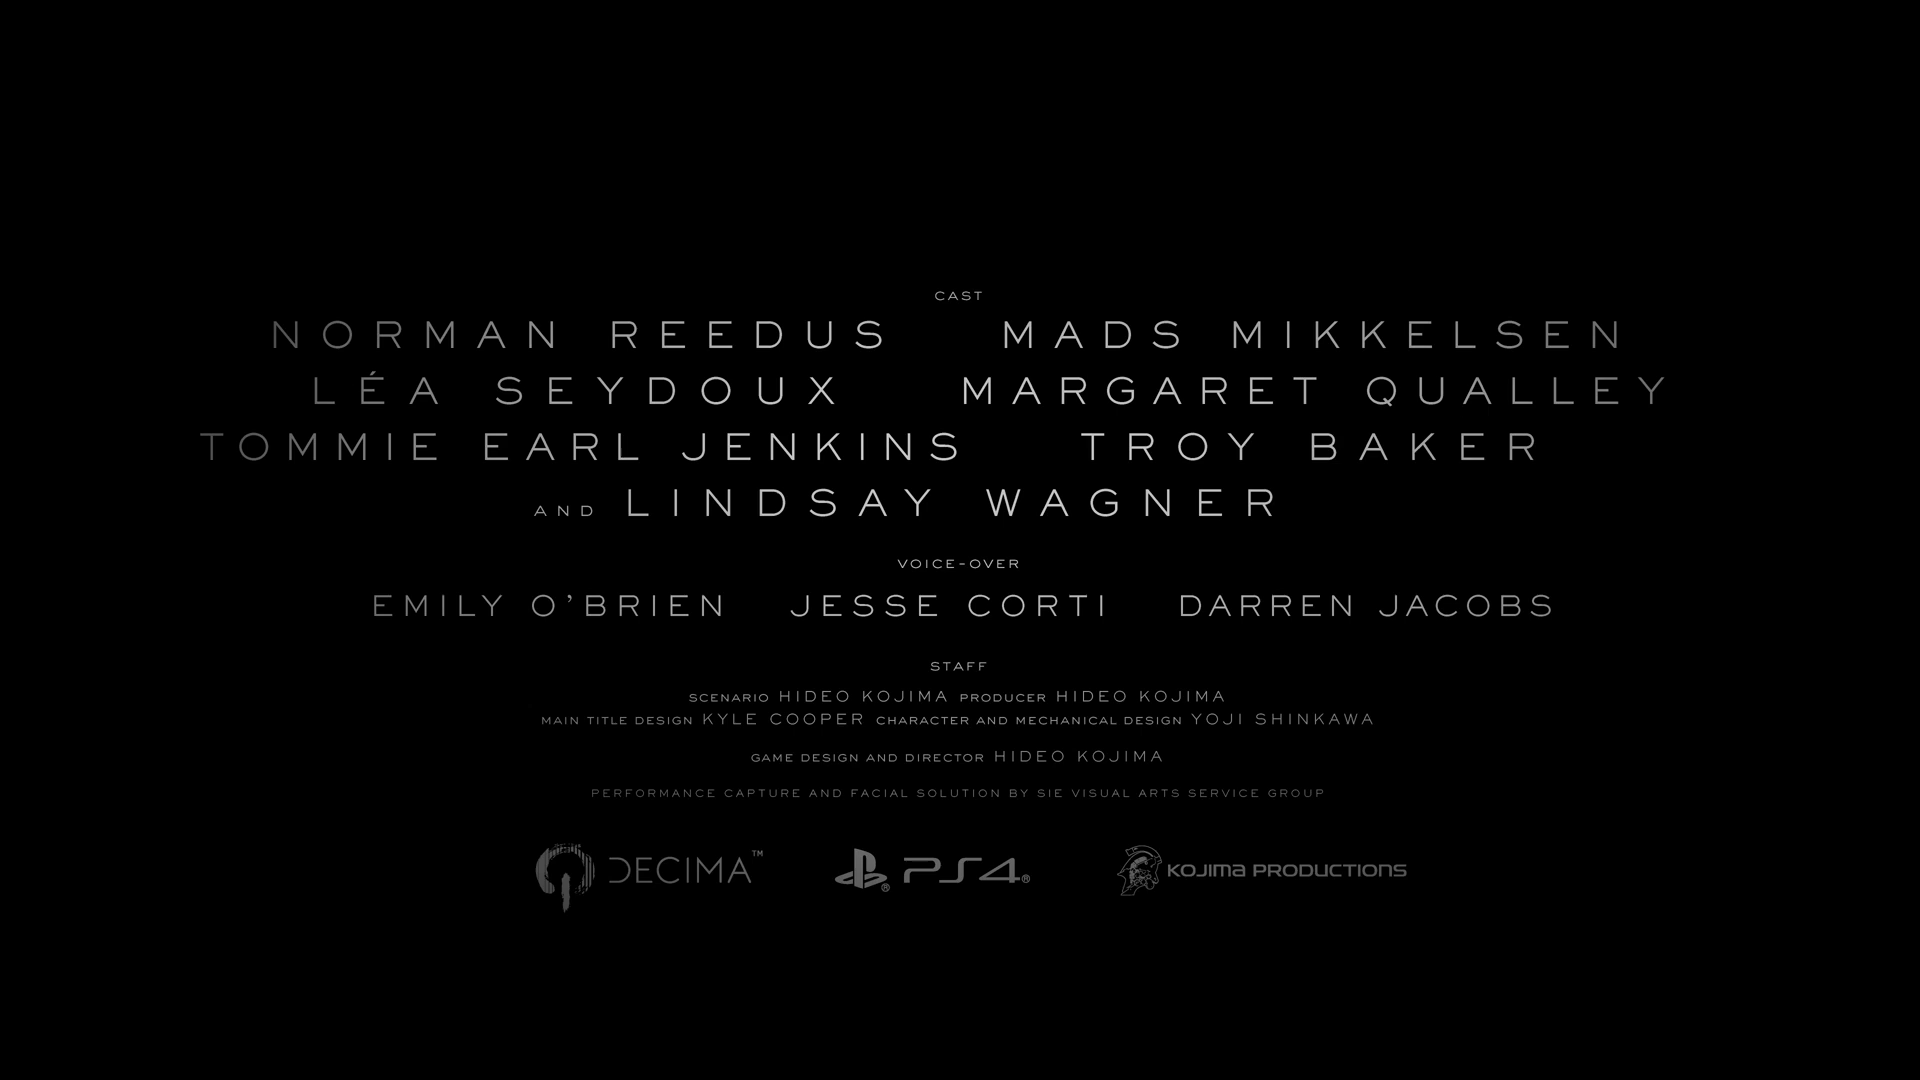 CAST
NORMAN REEDUS MADS MIKKELSEN
LÉA SEYDOUX MARGARET QUALLEY
TOMMIE EARL JENKINS TROY BAKER
AND LINDSAY WAGNER
VOICE-OVER
EMILY O’BRIEN JESSE CORTI DARREN JACOBS
STAFF
SCENARIO HIDEO KOJIMA PRODUCER HIDEO KOJIMA
MAIN TITLE DESIGN KYLE COOPER CHARACTER AND MECHANICAL DESIGN YOJI SHINKAWA
GAME DESIGN AND DIRECTOR HIDEO KOJIMA
PERFORMANCE CAPTURE AND FACIAL SOLUTION BY SIE VISUAL ARTS SERVICE GROUP
DECIMA™ ® PS4® KOJIMA PRODUCTIONS